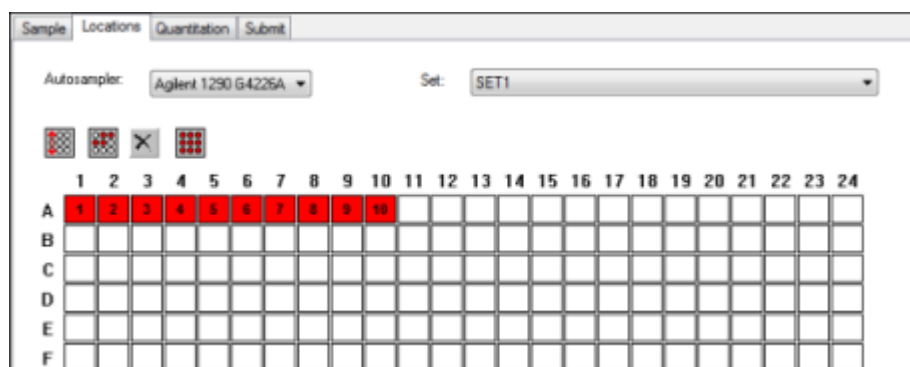 Sample Locations Quantitation Submit
Autosampler: Agilent 1290 G4226A Set: SET1
1 2 3 4 5 6 7 8 9 10 11 12 13 14 15 16 17 18 19 20 21 22 23 24
A 1 2 3 4 5 6 7 8 9 10
B
C
D
E
F